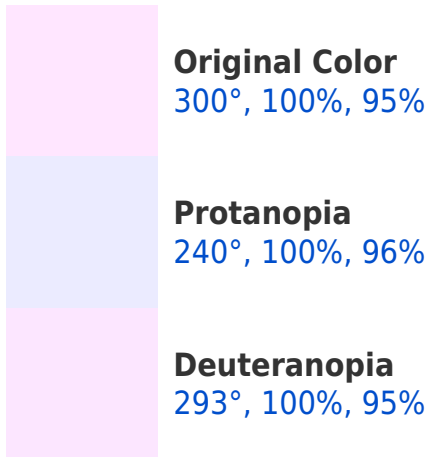 Original Color
300°, 100%, 95%
Protanopia
240°, 100%, 96%
Deuteranopia
293°, 100%, 95%